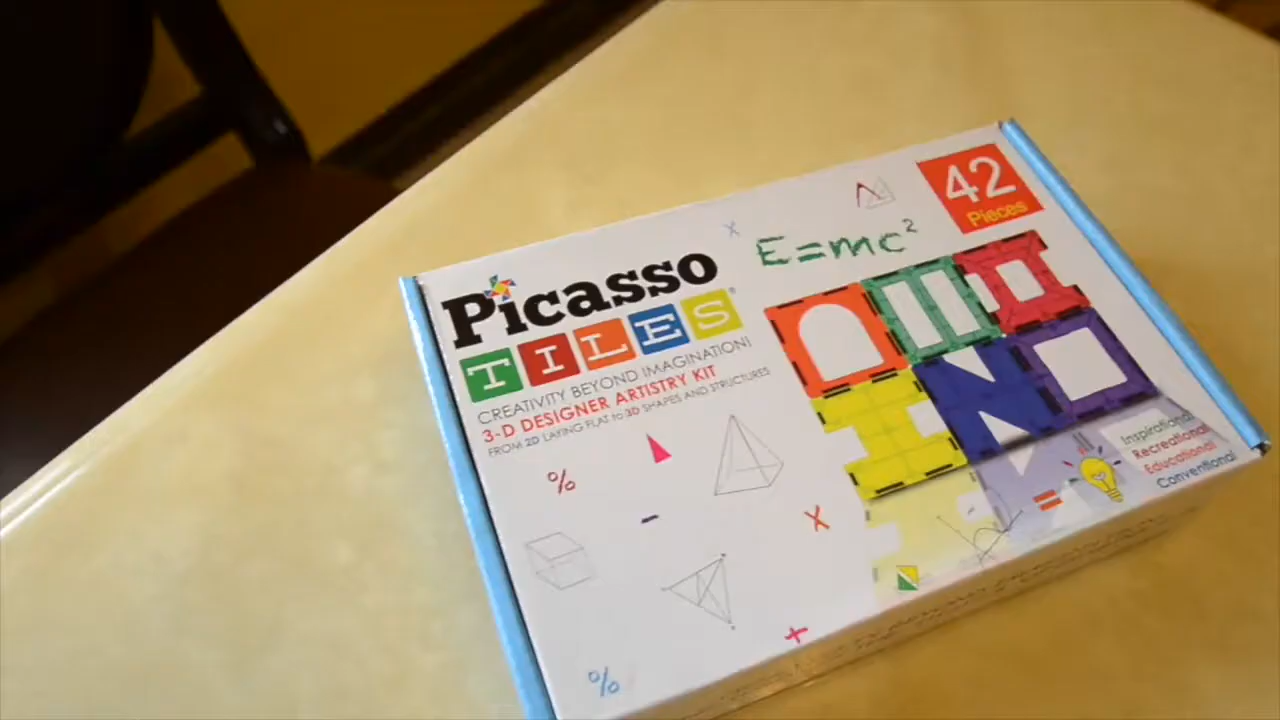 42
Pieces
E=mc²
Picasso
TILES®
CREATIVITY BEYOND IMAGINATION!
3-D DESIGNER ARTISTRY KIT
FROM 2D LAYING FLAT to 3D SHAPES AND STRUCTURES
Inspirational
Recreational
Educational
Conventional